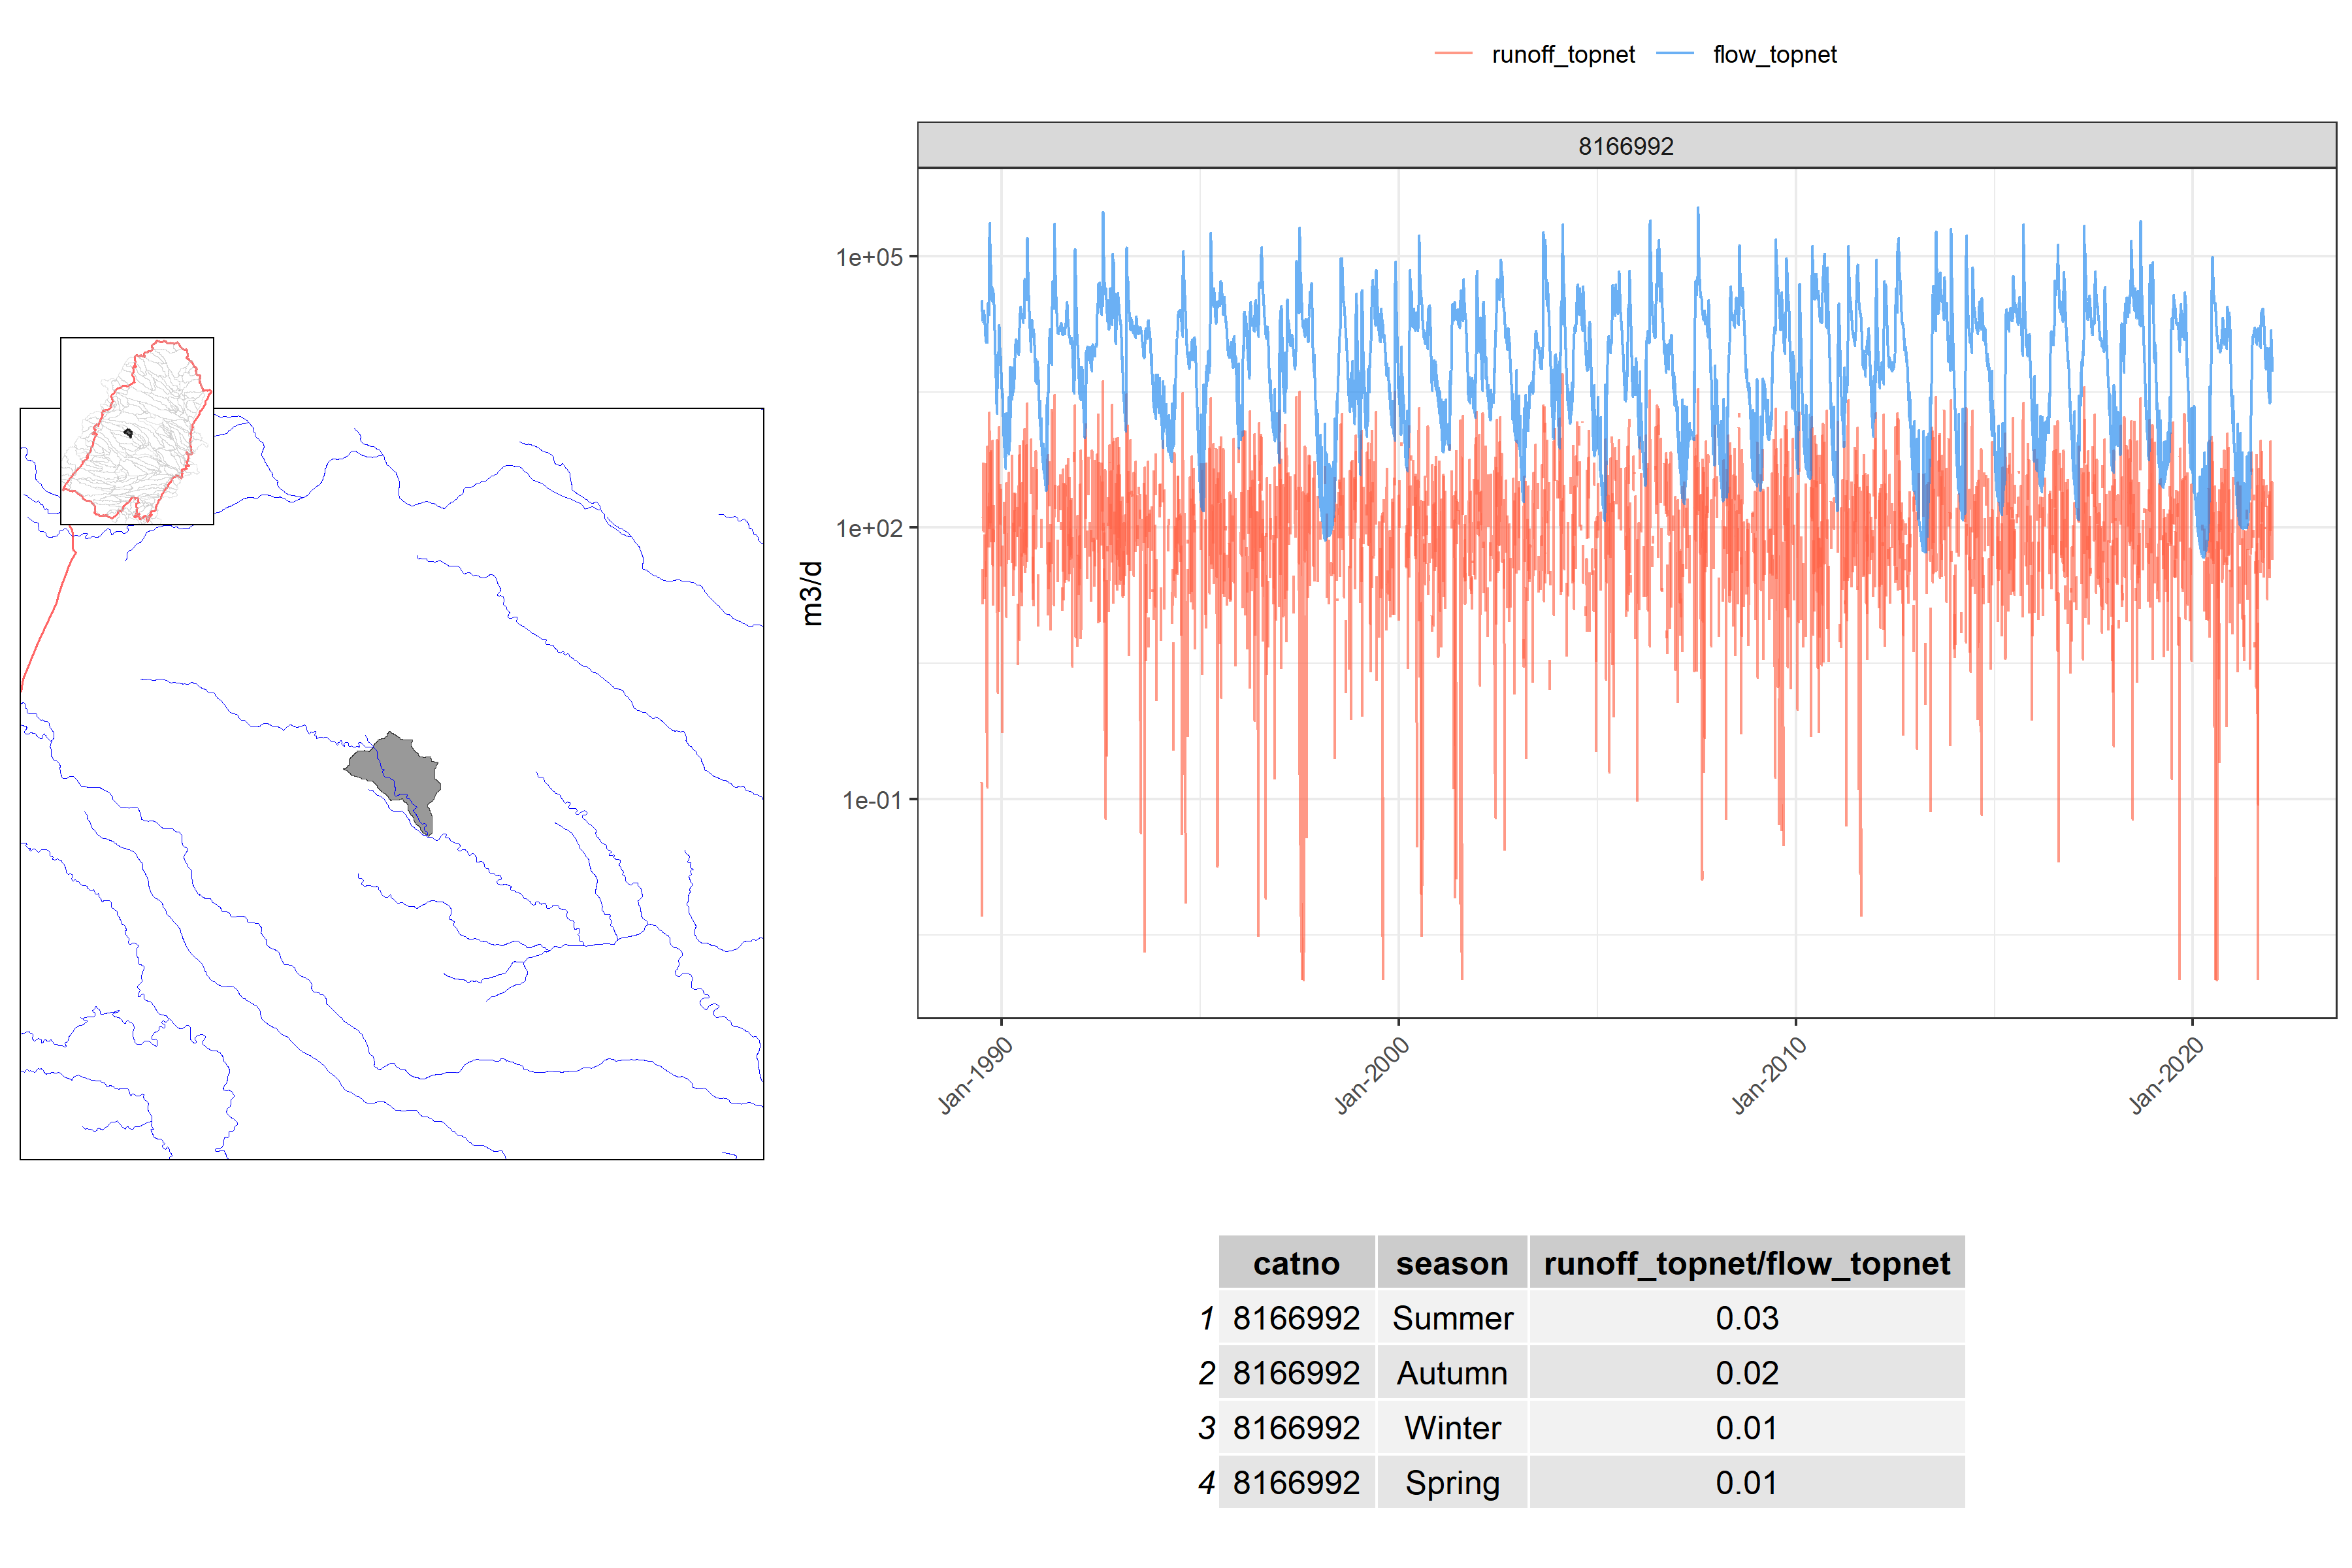 runoff_topnet flow_topnet
8166992
1e+05
1e+02
1e-01
m3/d
Jan-1990 Jan-2000 Jan-2010 Jan-2020
catno season runoff_topnet/flow_topnet
1 8166992 Summer 0.03
2 8166992 Autumn 0.02
3 8166992 Winter 0.01
4 8166992 Spring 0.01